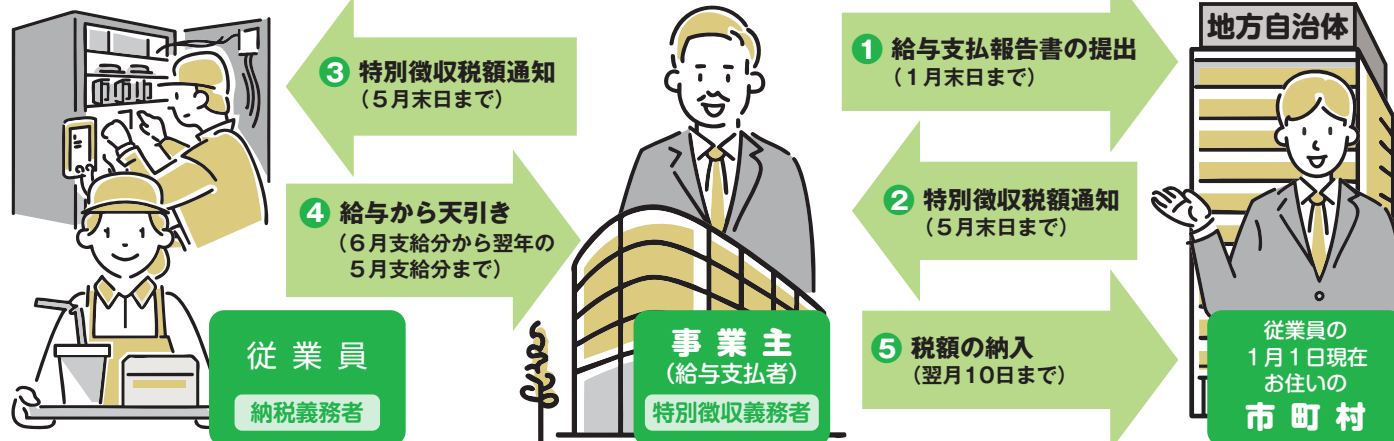 地方自治体
① 給与支払報告書の提出
（１月末日まで）
② 特別徴収税額通知
（５月末日まで）
③ 特別徴収税額通知
（５月末日まで）
④ 給与から天引き
（６月支給分から翌年の
５月支給分まで）
⑤ 税額の納入
（翌月10日まで）
従業員
納税義務者
事業主
（給与支払者）
特別徴収義務者
従業員の
１月１日現在
お住いの
市町村